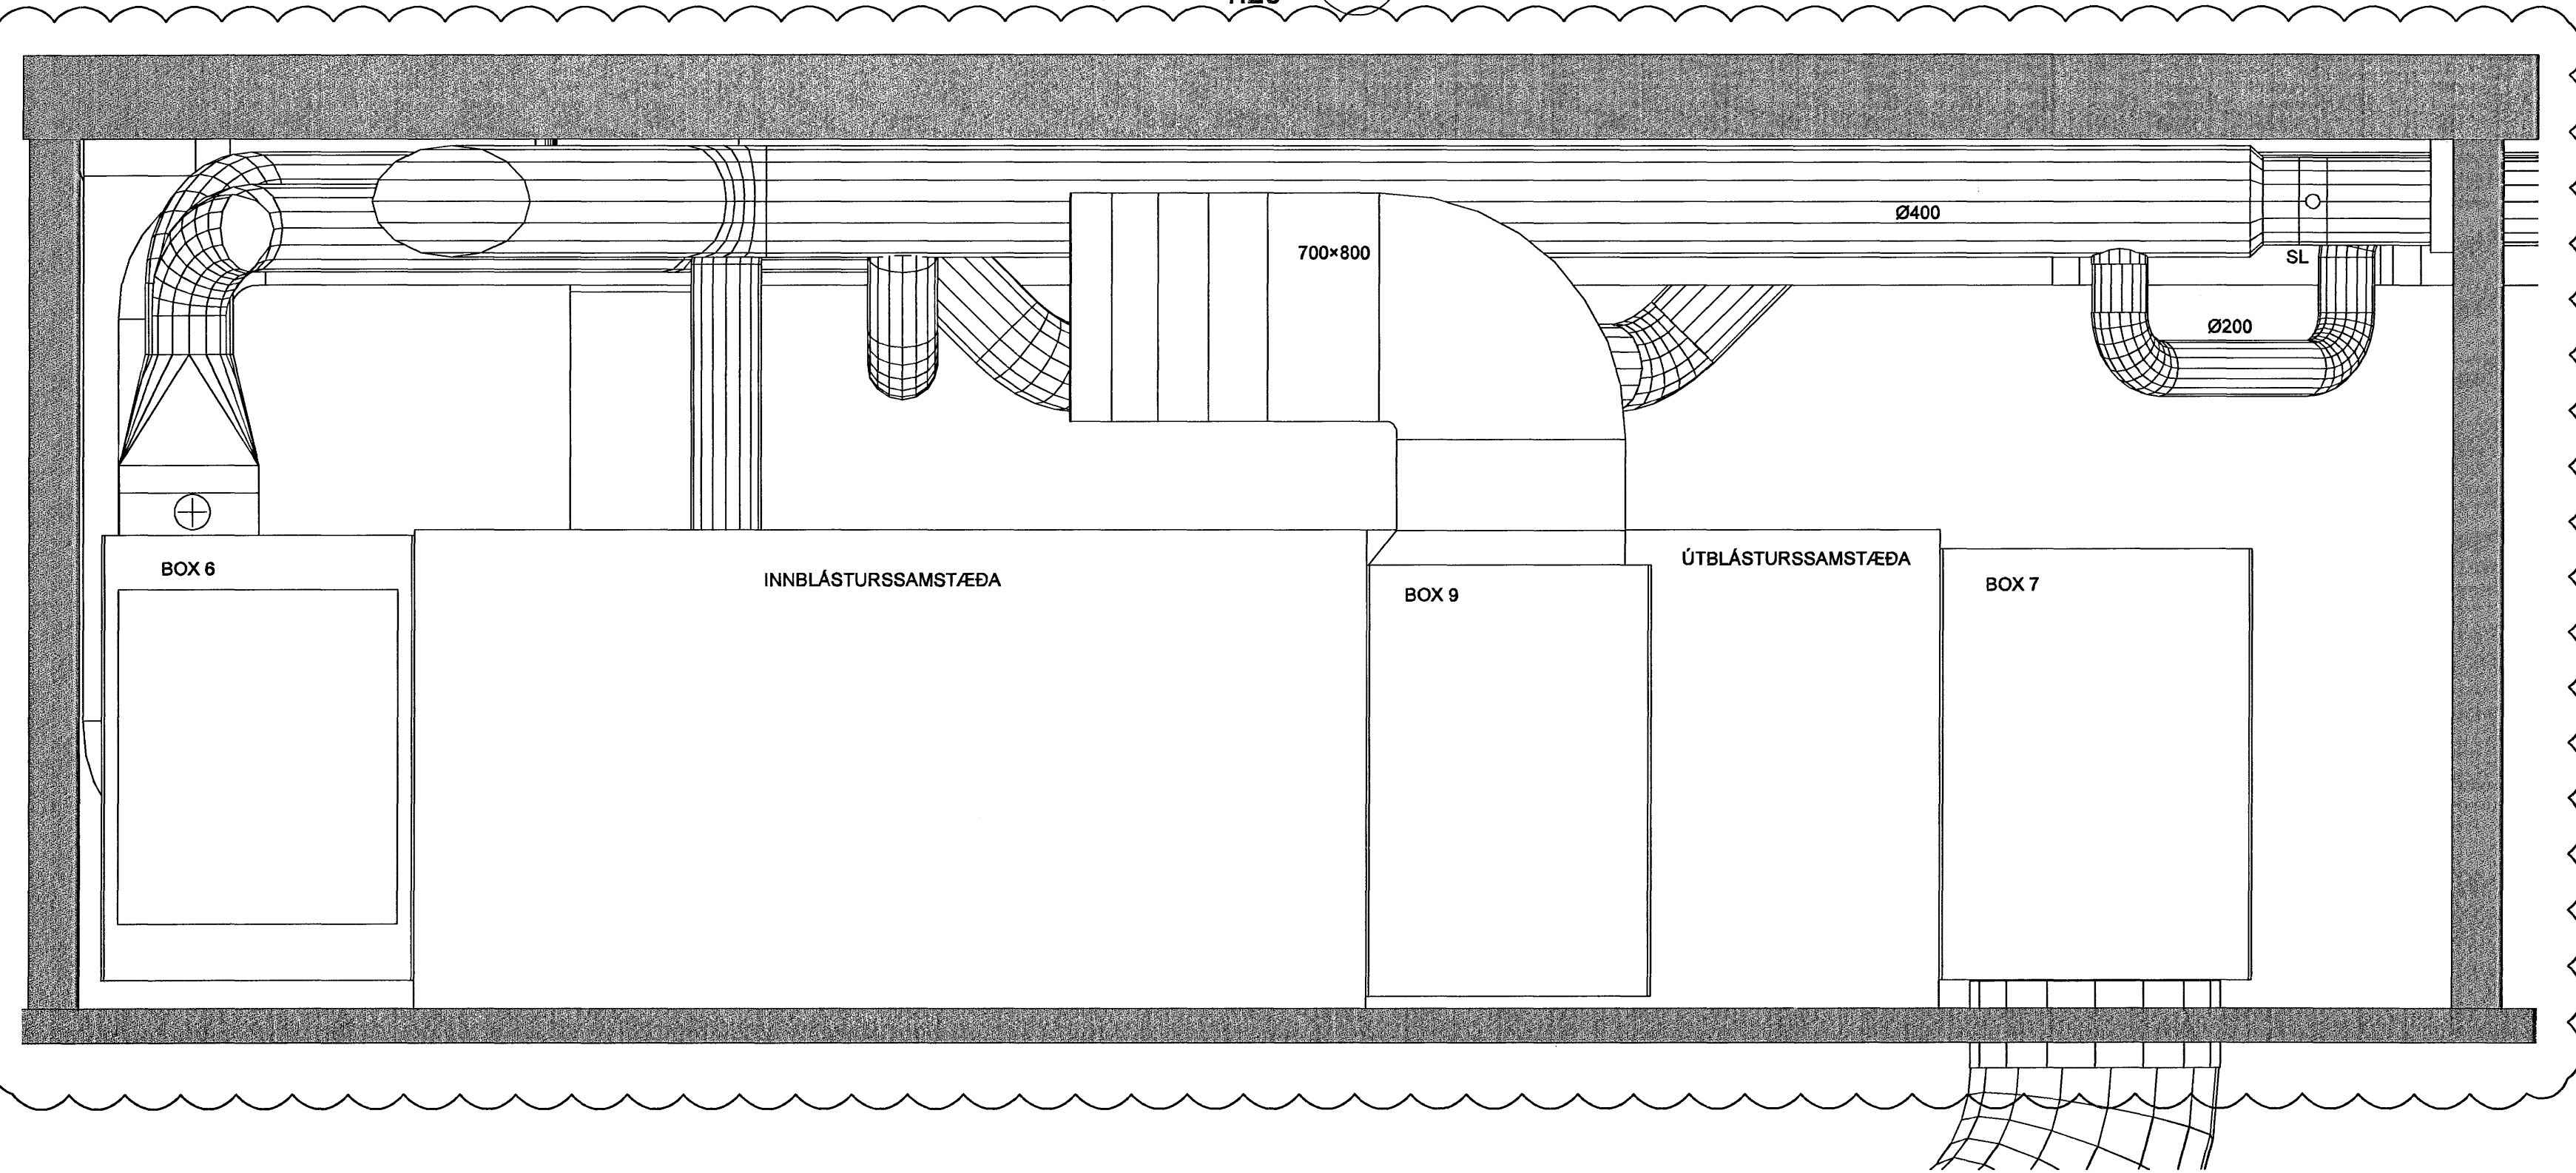 Ø400
700×800
SL
Ø200
BOX 6
INNBLÁSTURSSAMSTÆÐA
ÚTBLÁSTURSSAMSTÆÐA
BOX 9
BOX 7